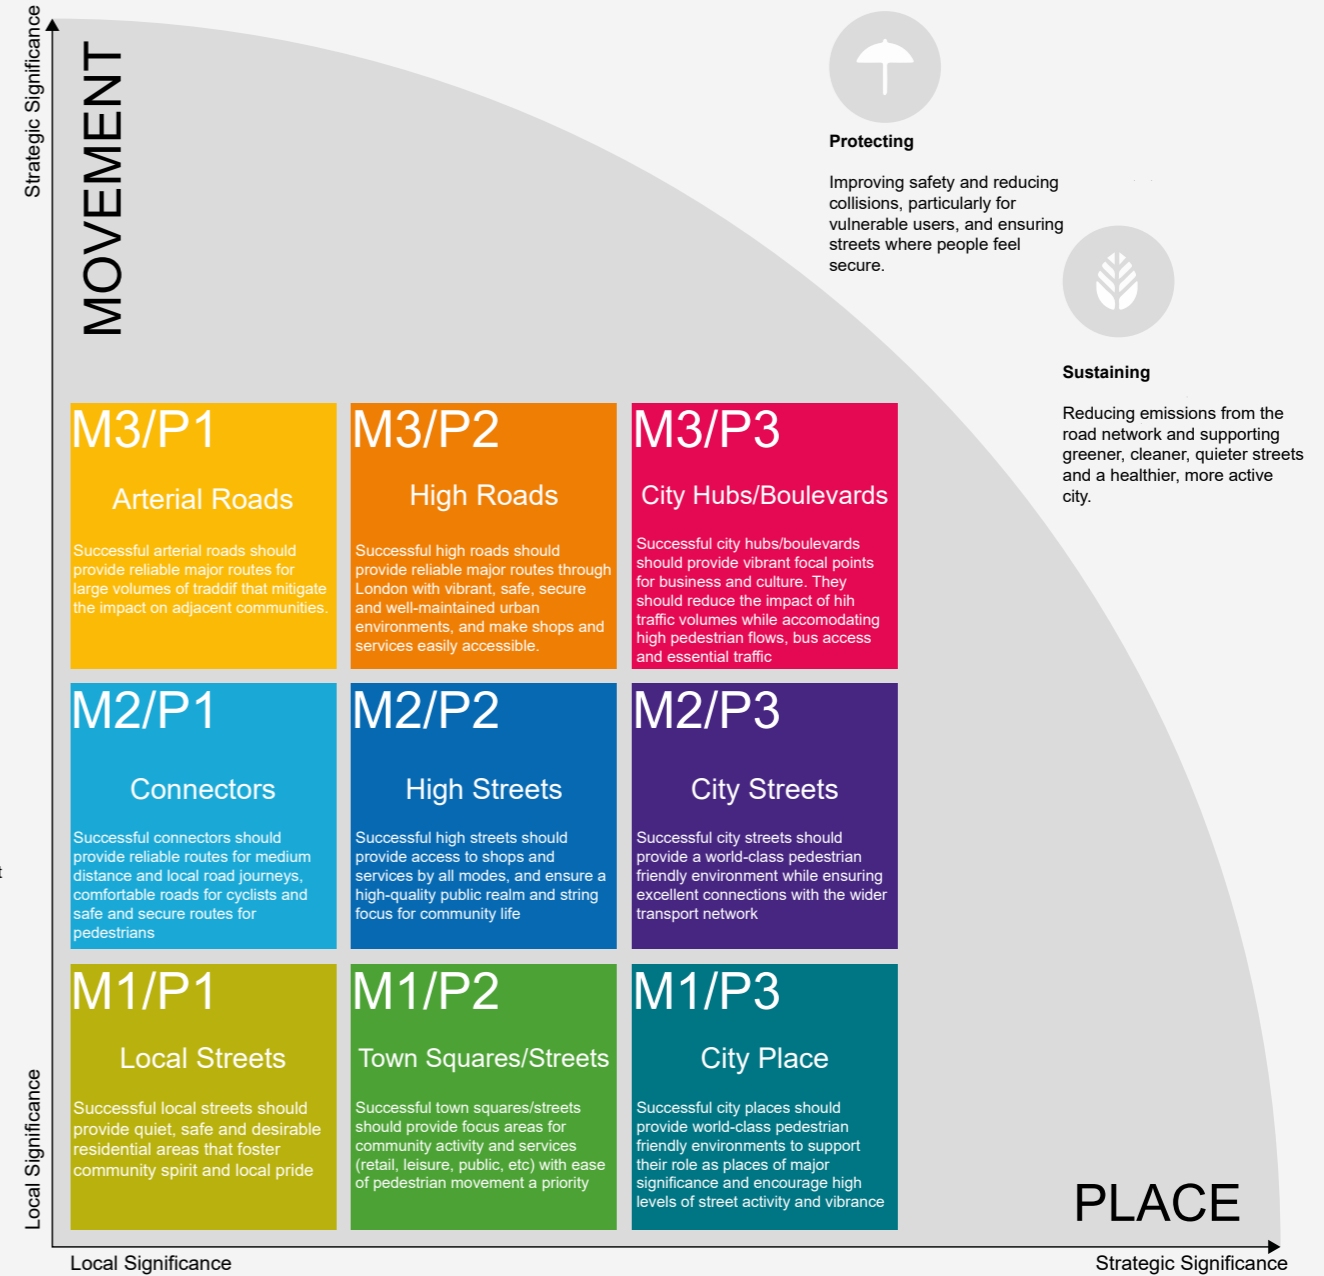 Strategic Significance
MOVEMENT
Protecting
Improving safety and reducing
collisions, particularly for
vulnerable users, and ensuring
streets where people feel
secure.
Sustaining
Reducing emissions from the
road network and supporting
greener, cleaner, quieter streets
and a healthier, more active
city.
M3/P1
Arterial Roads
Successful arterial roads should
provide reliable major routes for
large volumes of traddif that mitigate
the impact on adjacent communities.
M3/P2
High Roads
Successful high roads should
provide reliable major routes through
London with vibrant, safe, secure
and well-maintained urban
environments, and make shops and
services easily accessible.
M3/P3
City Hubs/Boulevards
Successful city hubs/boulevards
should provide vibrant focal points
for business and culture. They
should reduce the impact of hih
traffic volumes while accomodating
high pedestrian flows, bus access
and essential traffic
M2/P1
Connectors
Successful connectors should
provide reliable routes for medium
distance and local road journeys,
comfortable roads for cyclists and
safe and secure routes for
pedestrians
M2/P2
High Streets
Successful high streets should
provide access to shops and
services by all modes, and ensure a
high-quality public realm and string
focus for community life
M2/P3
City Streets
Successful city streets should
provide a world-class pedestrian
friendly environment while ensuring
excellent connections with the wider
transport network
M1/P1
Local Streets
Successful local streets should
provide quiet, safe and desirable
residential areas that foster
community spirit and local pride
M1/P2
Town Squares/Streets
Successful town squares/streets
should provide focus areas for
community activity and services
(retail, leisure, public, etc) with ease
of pedestrian movement a priority
M1/P3
City Place
Successful city places should
provide world-class pedestrian
friendly environments to support
their role as places of major
significance and encourage high
levels of street activity and vibrance
Local Significance
PLACE
Local Significance
Strategic Significance